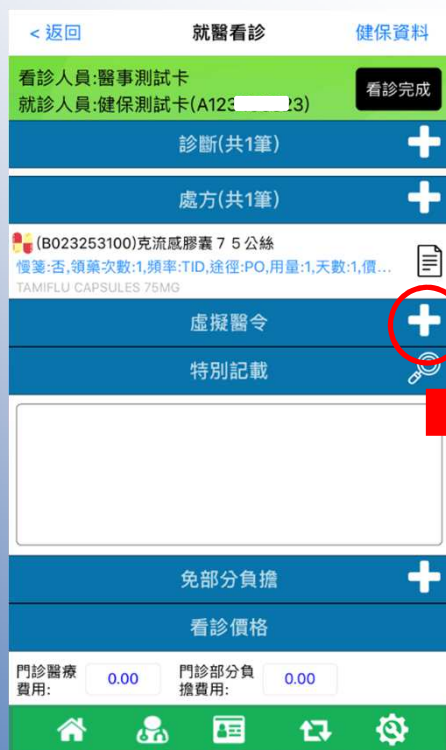 < 返回 就醫看診 健保資料
看診人員:醫事測試卡
看診完成
就診人員:健保測試卡(A123 23)
診斷(共1筆)
處方(共1筆)
(B023253100)克流感膠囊７５公絲
慢箋:否,領藥次數:1,頻率:TID,途徑:PO,用量:1,天數:1,價...
TAMIFLU CAPSULES 75MG
虛擬醫令
特別記載
免部分負擔
看診價格
門診醫療費用: 0.00 門診部分負擔費用: 0.00